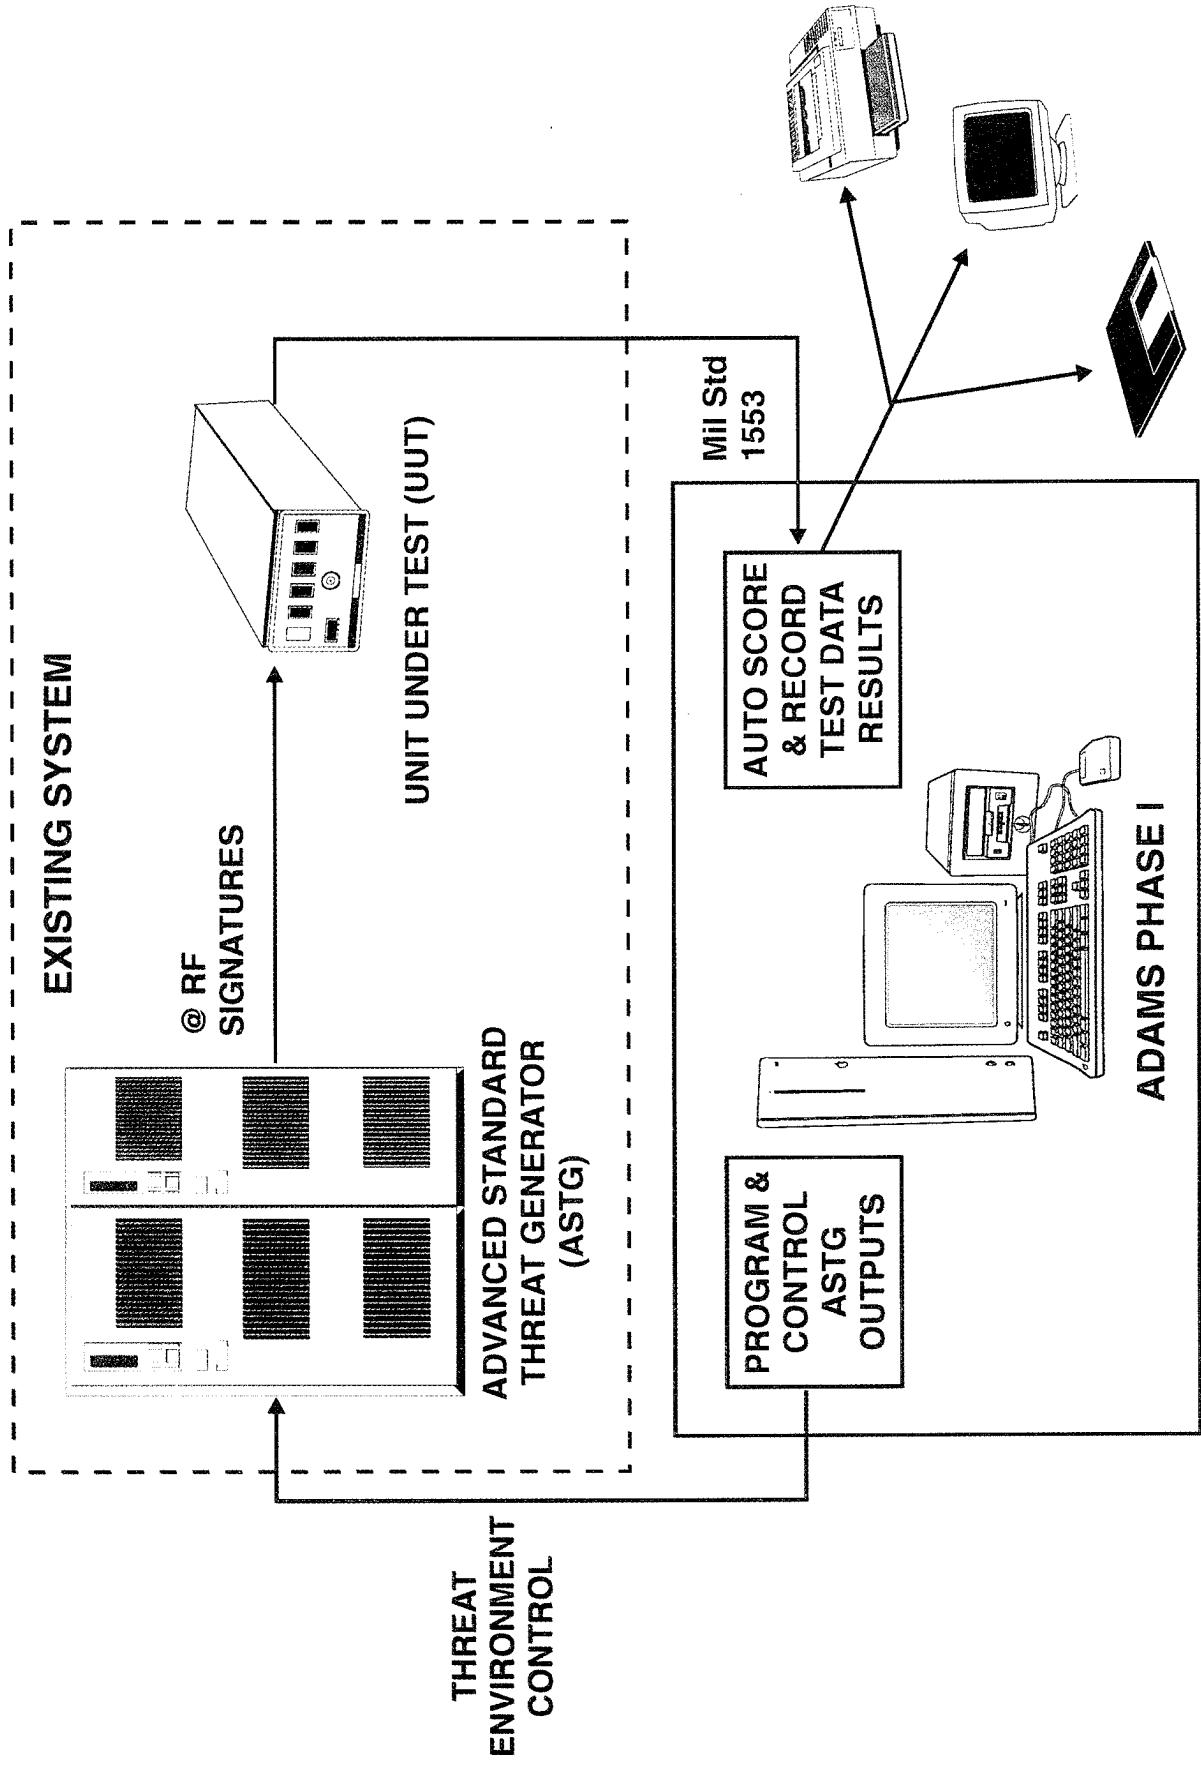 EXISTING SYSTEM
@ RF
SIGNATURES
ADVANCED STANDARD
THREAT GENERATOR
(ASTG)
UNIT UNDER TEST (UUT)
THREAT
ENVIRONMENT
CONTROL
Mil Std
1553
PROGRAM &
CONTROL
ASTG
OUTPUTS
AUTO SCORE
& RECORD
TEST DATA
RESULTS
ADAMS PHASE I